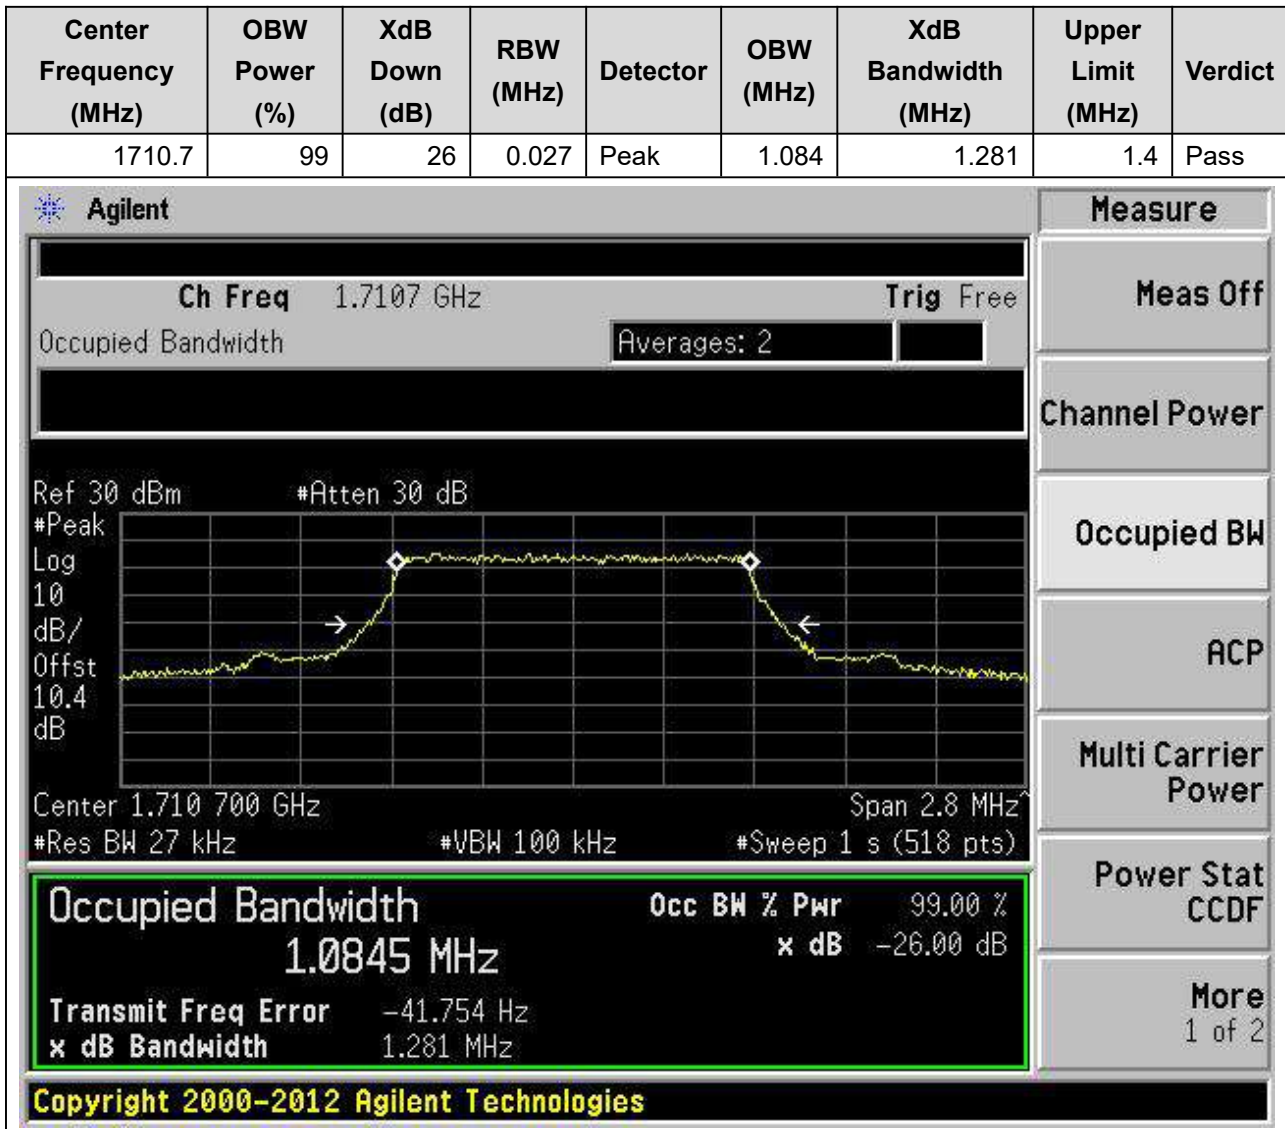 Center Frequency (MHz) OBW Power (%) XdB Down (dB) RBW (MHz) Detector OBW (MHz) XdB Bandwidth (MHz) Upper Limit (MHz) Verdict
1710.7 99 26 0.027 Peak 1.084 1.281 1.4 Pass
Agilent
Measure
Ch Freq 1.7107 GHz Trig Free
Meas Off
Occupied Bandwidth Averages: 2
Channel Power
Ref 30 dBm #Atten 30 dB
#Peak
Log
10
dB/
Offst
10.4
dB
Occupied BW
ACP
Center 1.710 700 GHz Span 2.8 MHz^
#Res BW 27 kHz #VBW 100 kHz #Sweep 1 s (518 pts)
Multi Carrier
Power
Occupied Bandwidth Occ BW % Pwr 99.00 %
1.0845 MHz x dB -26.00 dB
Power Stat
CCDF
Transmit Freq Error -41.754 Hz
x dB Bandwidth 1.281 MHz
More
1 of 2
Copyright 2000-2012 Agilent Technologies